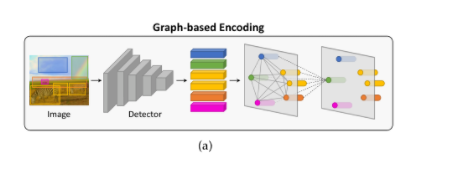 Graph-based Encoding
Image
Detector
(a)